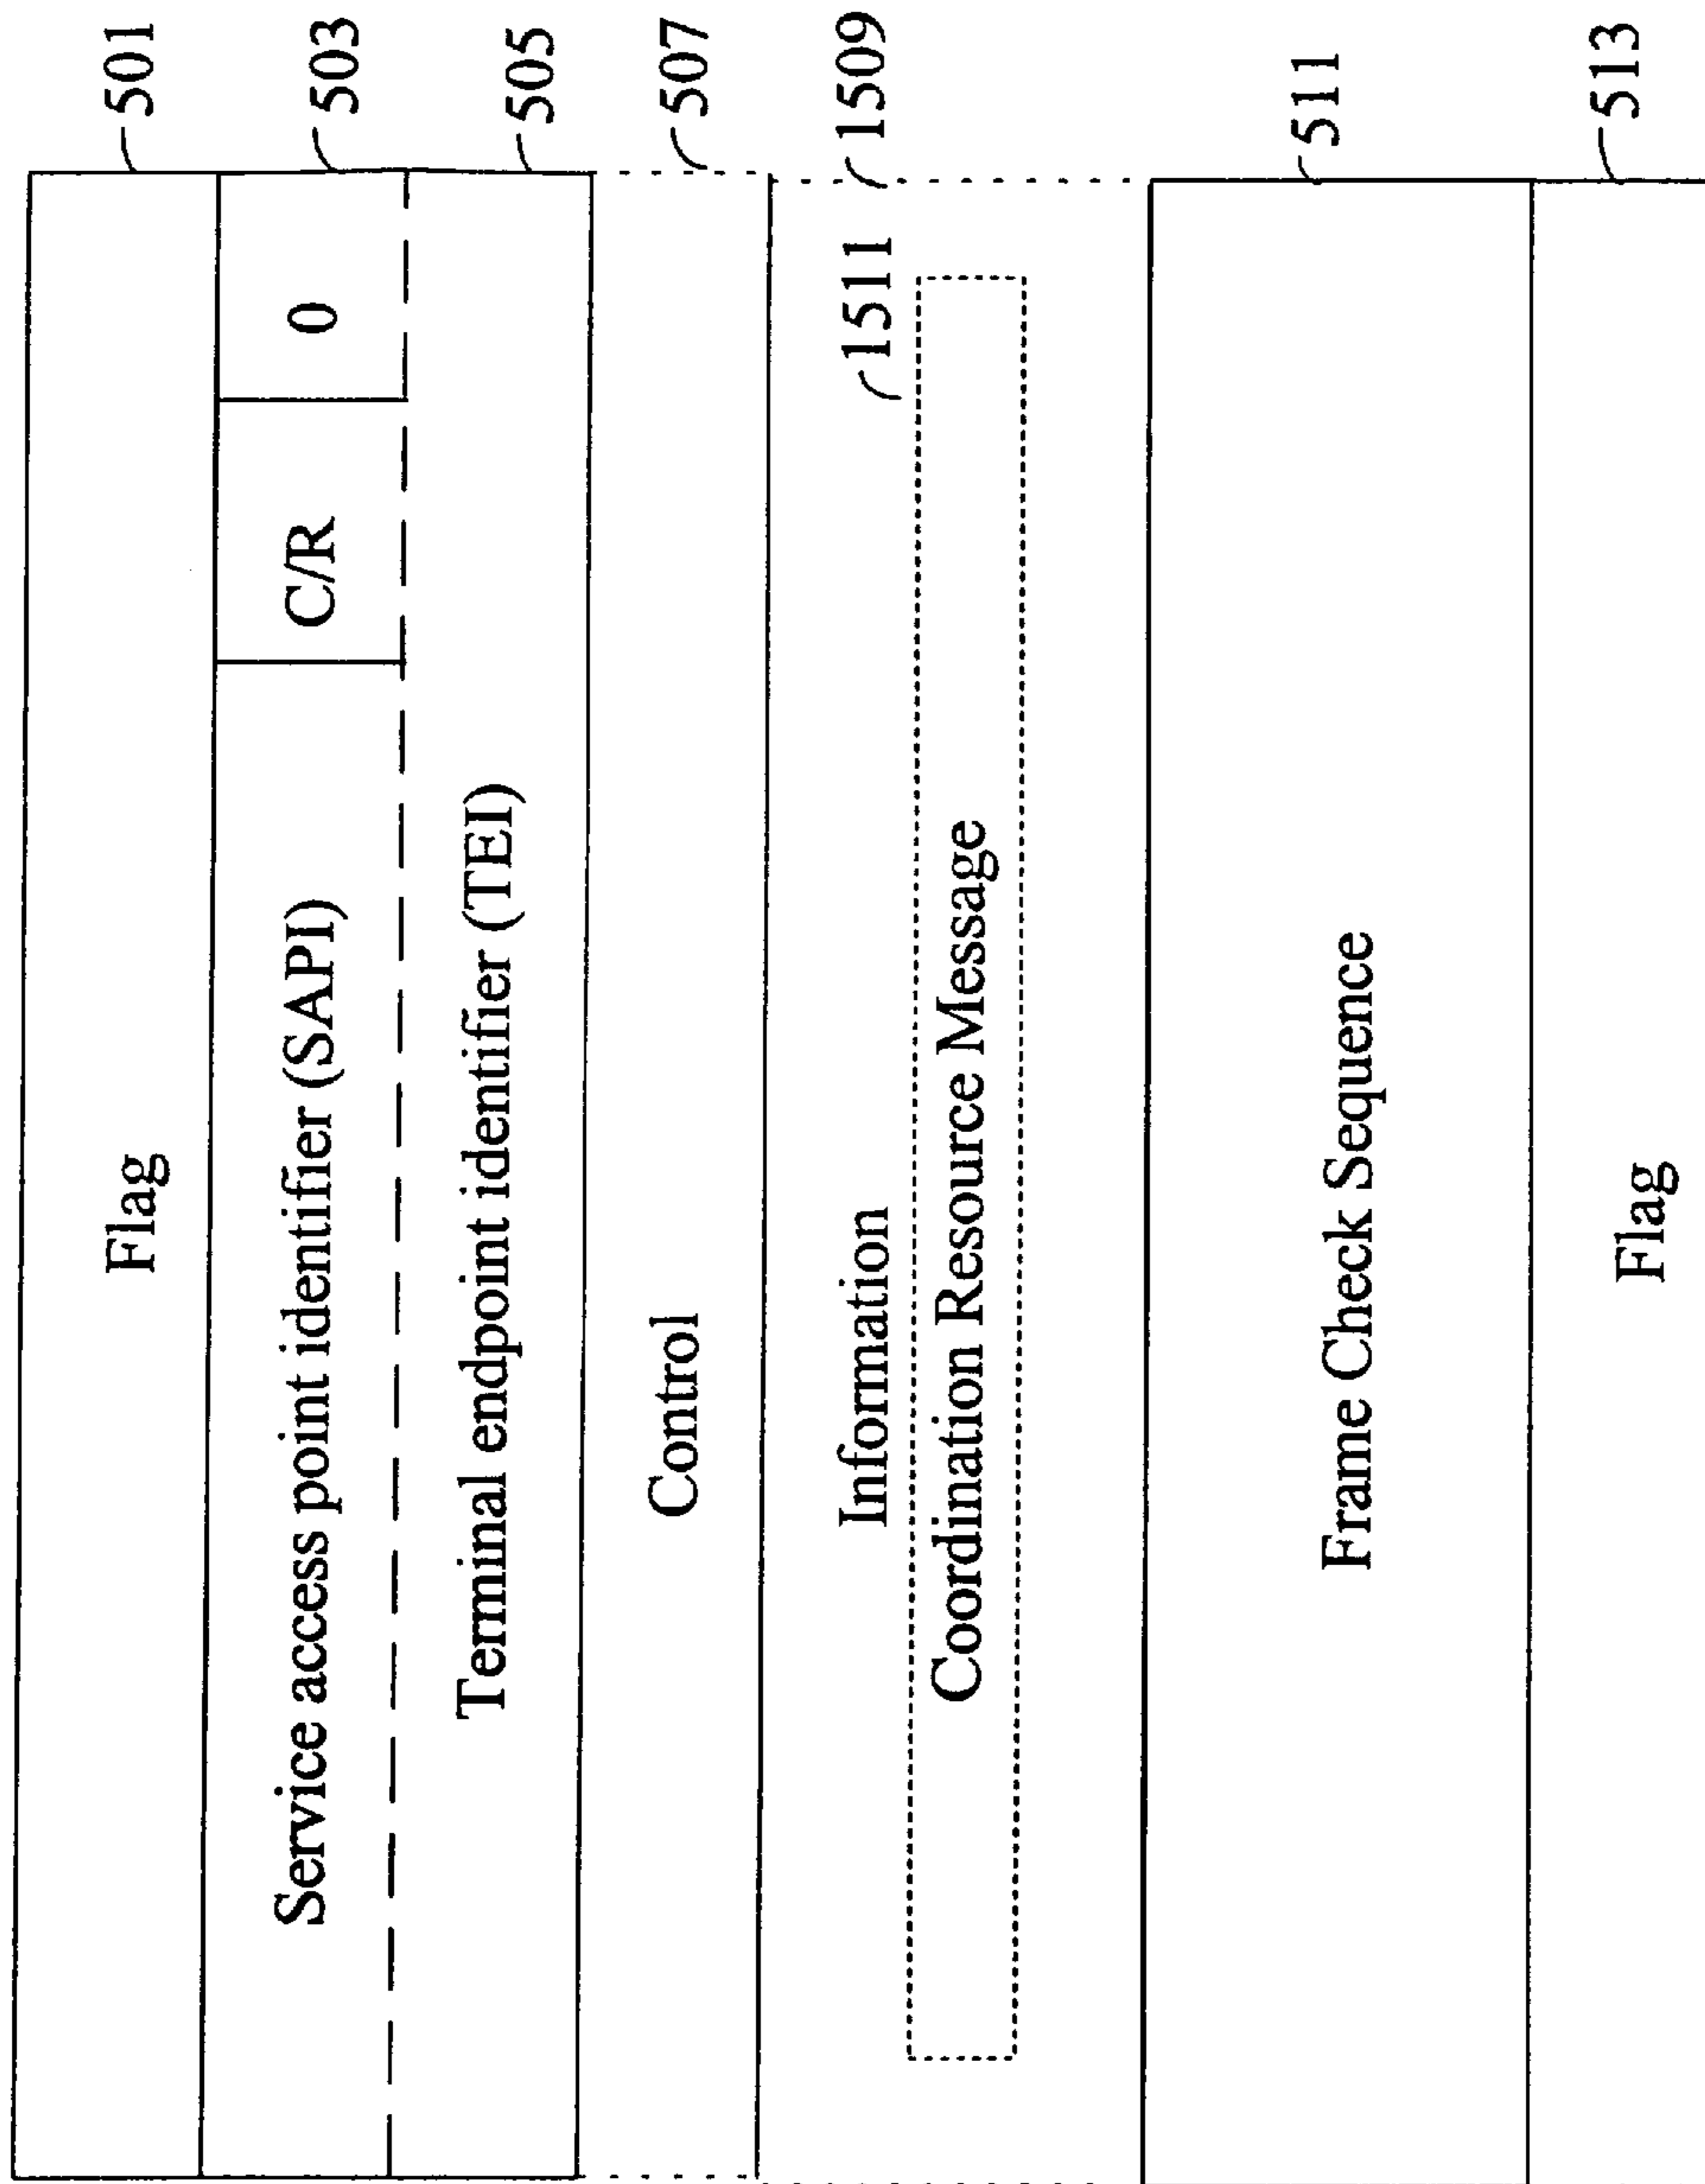 Flag
501
Service access point identifier (SAPI)
C/R
0
503
Terminal endpoint identifier (TEI)
505
Control
507
Information
1509
1511
Coordination Resource Message
Frame Check Sequence
511
Flag
513